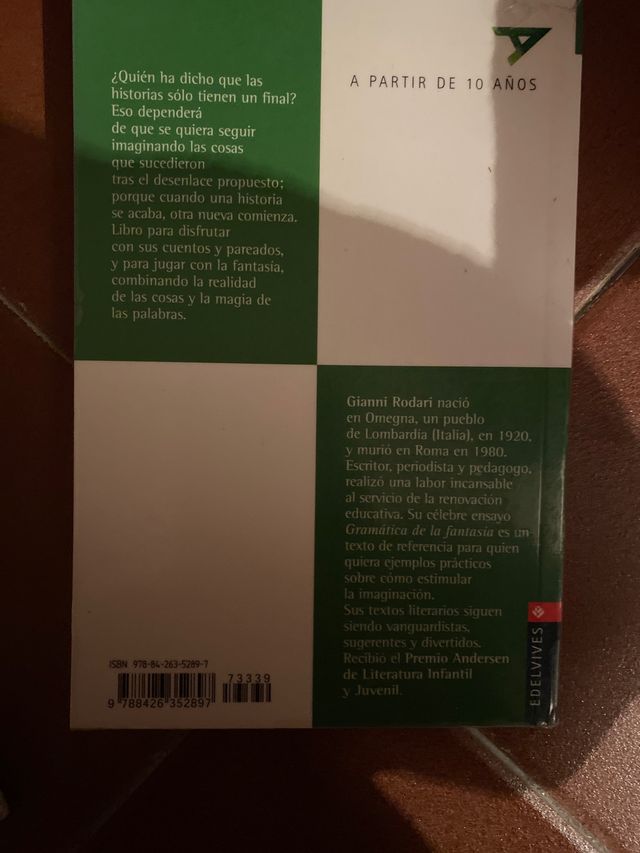 ¿Quién ha dicho que las
historias sólo tienen un final?
Eso dependerá
de que se quiera seguir
imaginando las cosas
que sucedieron
tras el desenlace propuesto;
porque cuando una historia
se acaba, otra nueva comienza.
Libro para disfrutar
con sus cuentos y pareados,
y para jugar con la fantasía,
combinando la realidad
de las cosas y la magia de
las palabras.
A PARTIR DE 10 AÑOS
Gianni Rodari nació
en Omegna, un pueblo
de Lombardía (Italia), en 1920,
y murió en Roma en 1980.
Escritor, periodista y pedagogo,
realizó una labor incansable
al servicio de la renovación
educativa. Su célebre ensayo
Gramática de la fantasía es un
texto de referencia para quien
quiera ejemplos prácticos
sobre cómo estimular
la imaginación.
Sus textos literarios siguen
siendo vanguardistas,
sugerentes y divertidos.
Recibió el Premio Andersen
de Literatura Infantil
y Juvenil.
ISBN 978-84-263-5289-7
73339
9 788426 352897
EDELVIVES